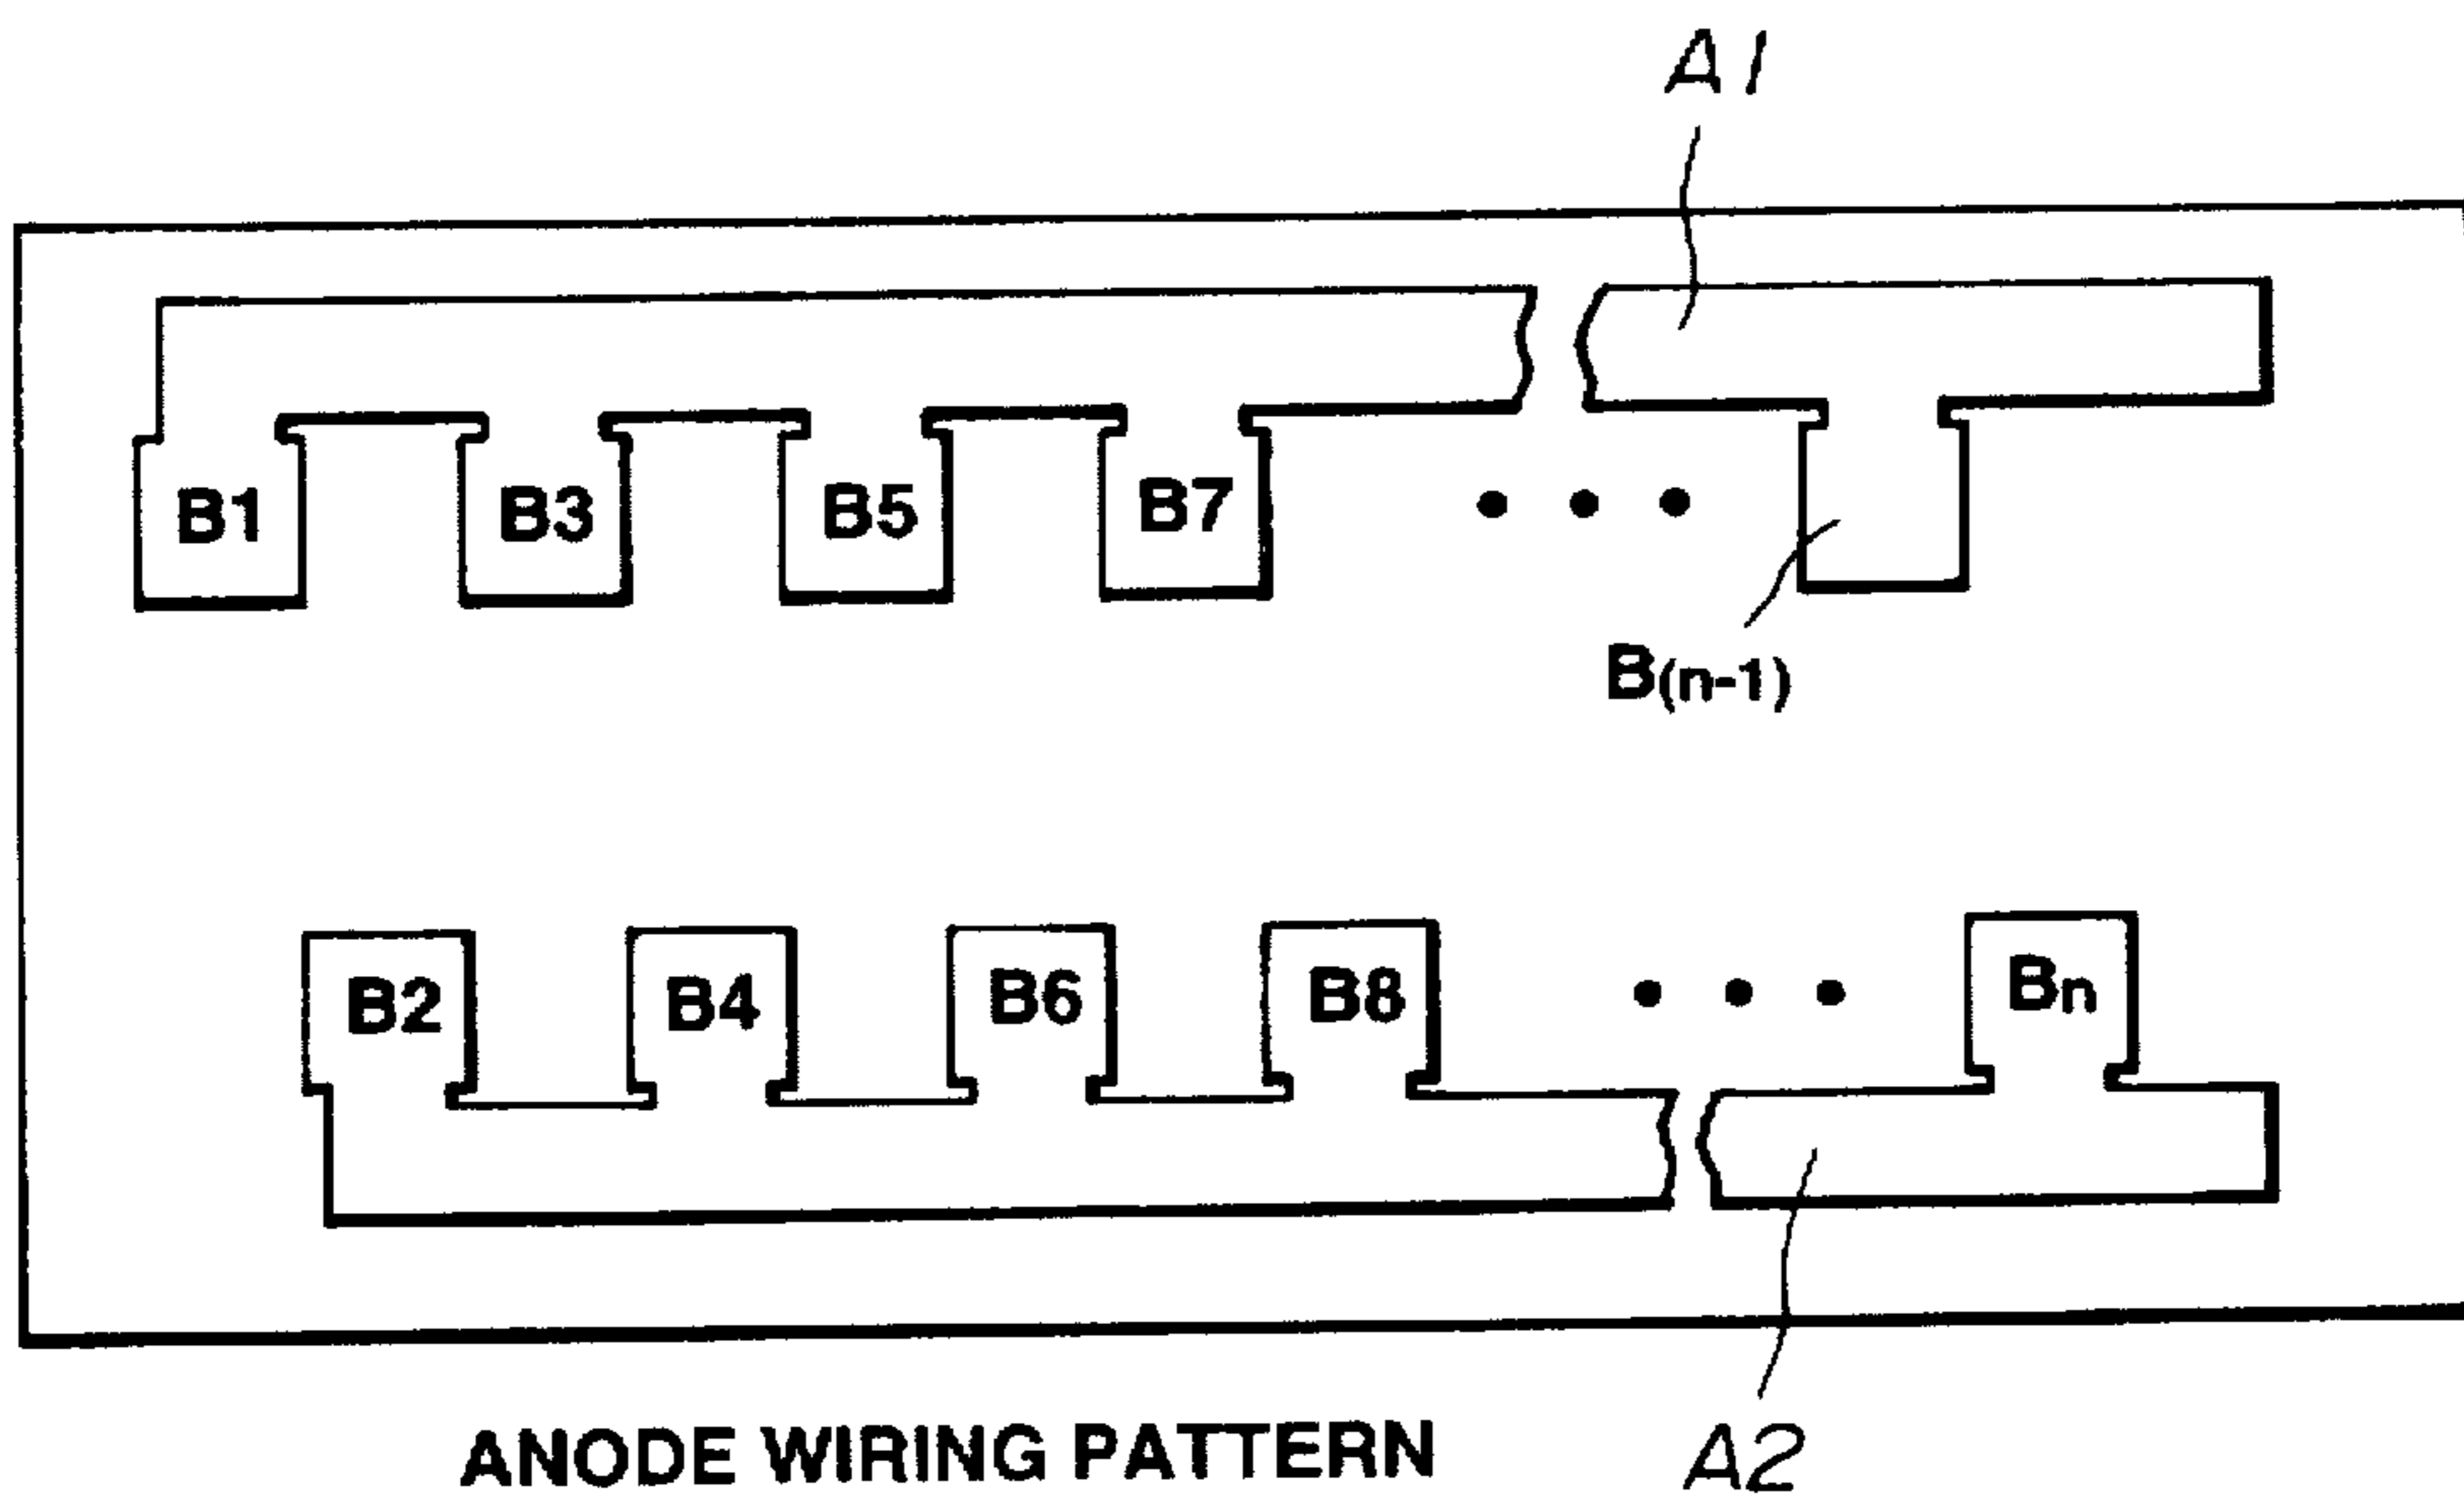 A1
B1 B3 B5 B7 • • •
B(n-1)
B2 B4 B6 B8 • • • Bn
ANODE WIRING PATTERN A2